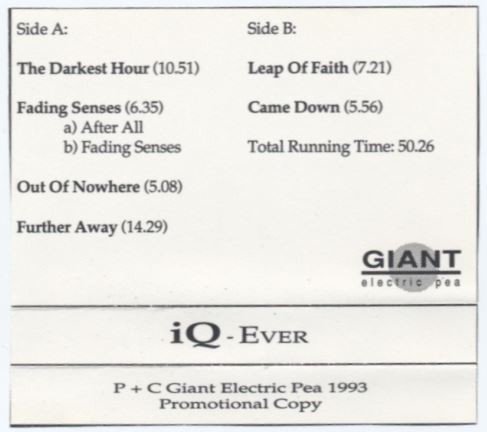 Side A:
The Darkest Hour (10.51)
Fading Senses (6.35)
a) After All
b) Fading Senses
Out Of Nowhere (5.08)
Further Away (14.29)
Side B:
Leap Of Faith (7.21)
Came Down (5.56)
Total Running Time: 50.26
GIANT
electric pea
iQ - EVER
P + C Giant Electric Pea 1993
Promotional Copy